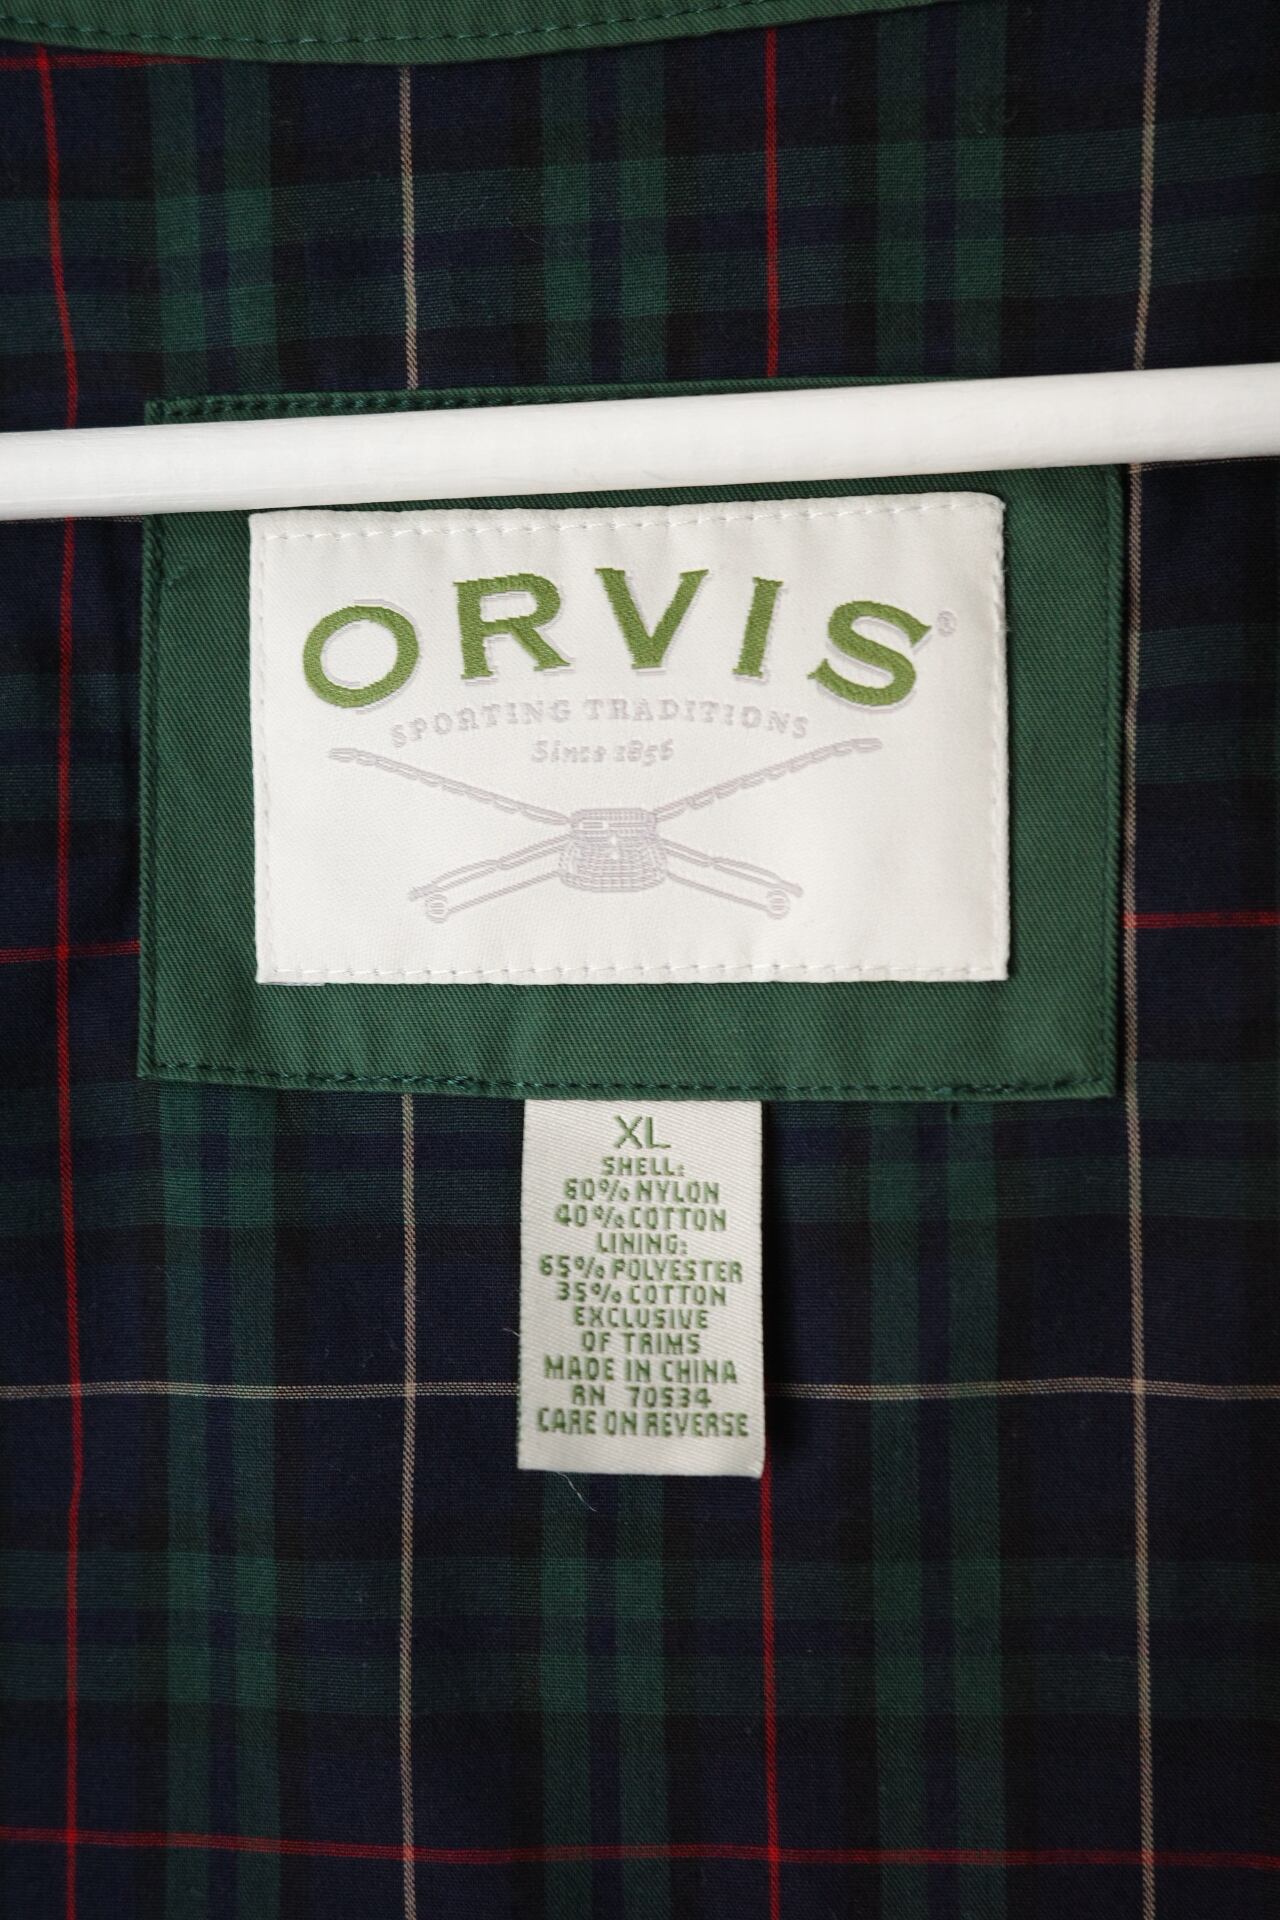 ORVIS®
SPORTING TRADITIONS
Since 1856
XL
SHELL:
60% NYLON
40% COTTON
LINING:
65% POLYESTER
35% COTTON
EXCLUSIVE
OF TRIMS
MADE IN CHINA
RN 70534
CARE ON REVERSE